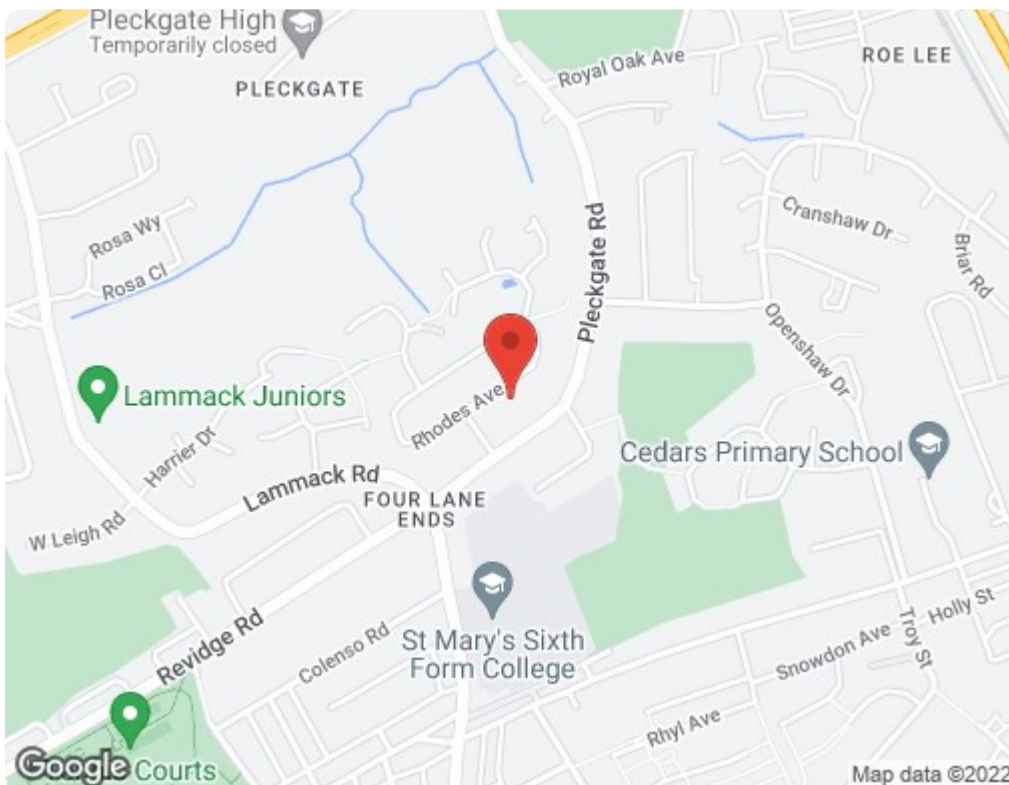 Pleckgate High
Temporarily closed
PLECKGATE
Royal Oak Ave
ROE LEE
Rosa Wy
Rosa Cl
Pleckgate Rd
Cranshaw Dr
Briar Rd
Openshaw Dr
Lammack Juniors
Rhodes Ave
Harrier Dr
Cedars Primary School
Lammack Rd
FOUR LANE
ENDS
W Leigh Rd
St Mary's Sixth
Form College
Revidge Rd
Colenso Rd
Holly St
Troy St
Snowdon Ave
Rhyl Ave
Google
Courts
Map data ©2022